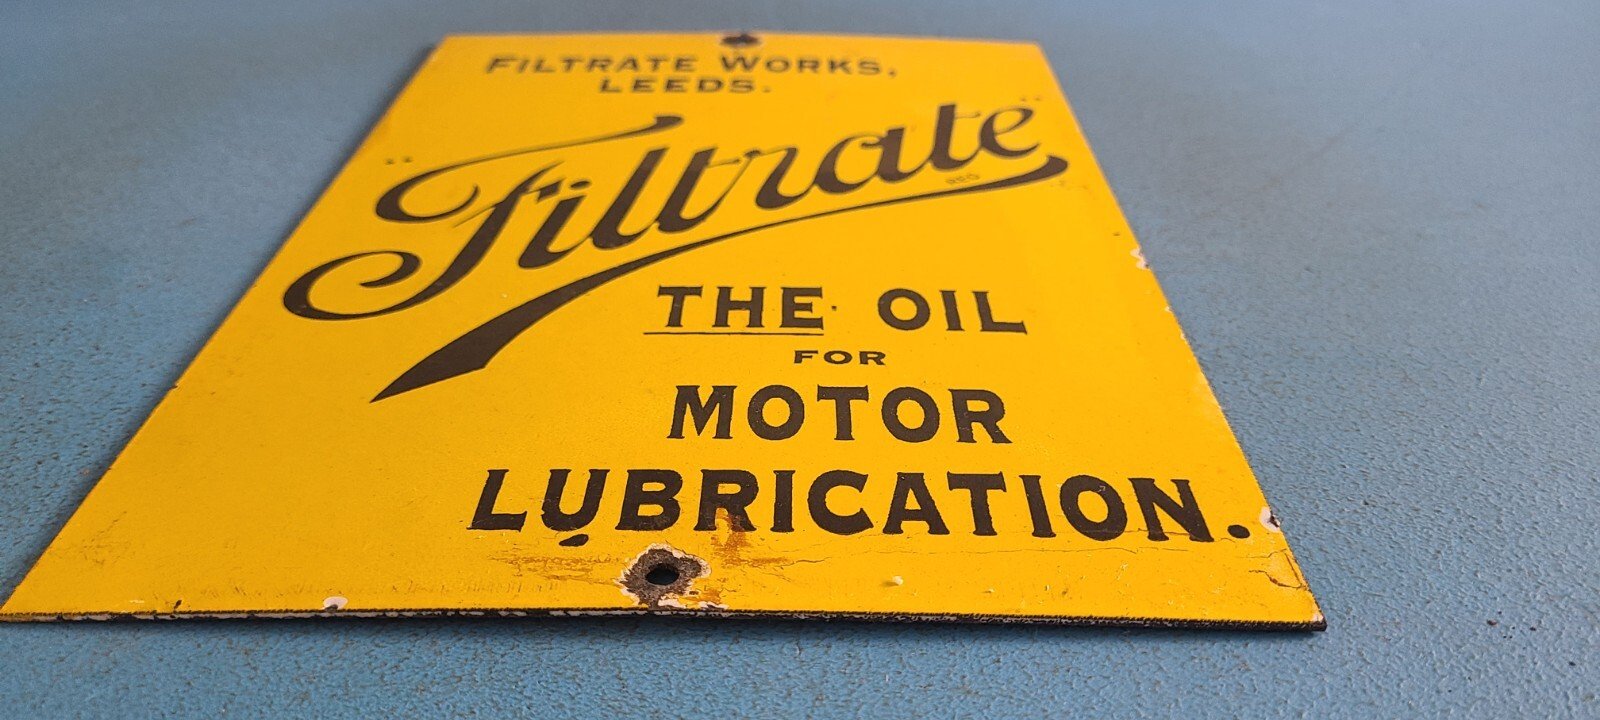 FILTRATE WORKS,
LEEDS.
"Filtrate"
REG
THE OIL
FOR
MOTOR
LUBRICATION.